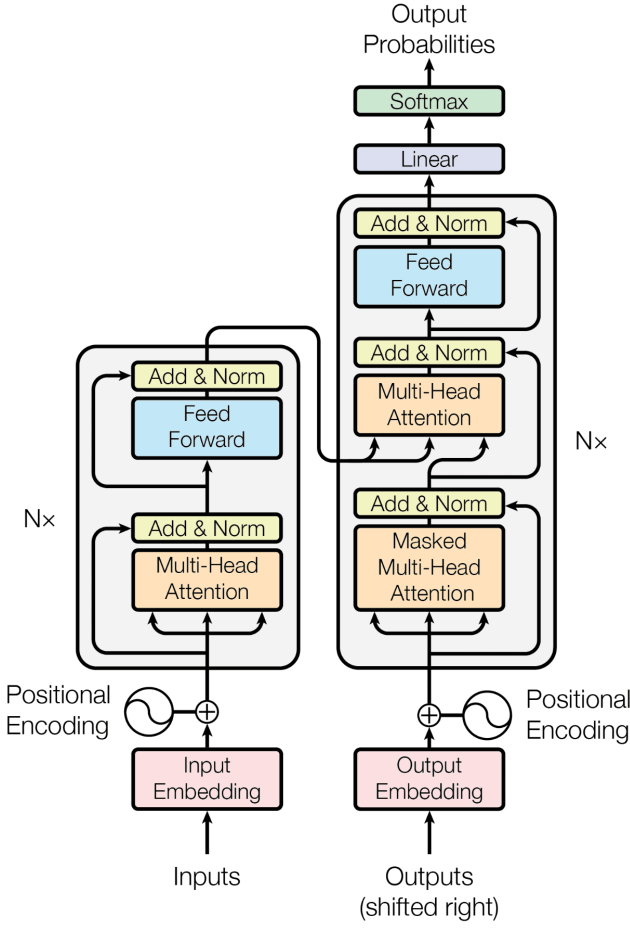 Output
Probabilities
Softmax
Linear
Add & Norm
Feed
Forward
Add & Norm
Multi-Head
Attention
Nx
Add & Norm
Masked
Multi-Head
Attention
Add & Norm
Feed
Forward
Nx
Add & Norm
Multi-Head
Attention
Positional
Encoding
Positional
Encoding
Input
Embedding
Output
Embedding
Inputs
Outputs
(shifted right)